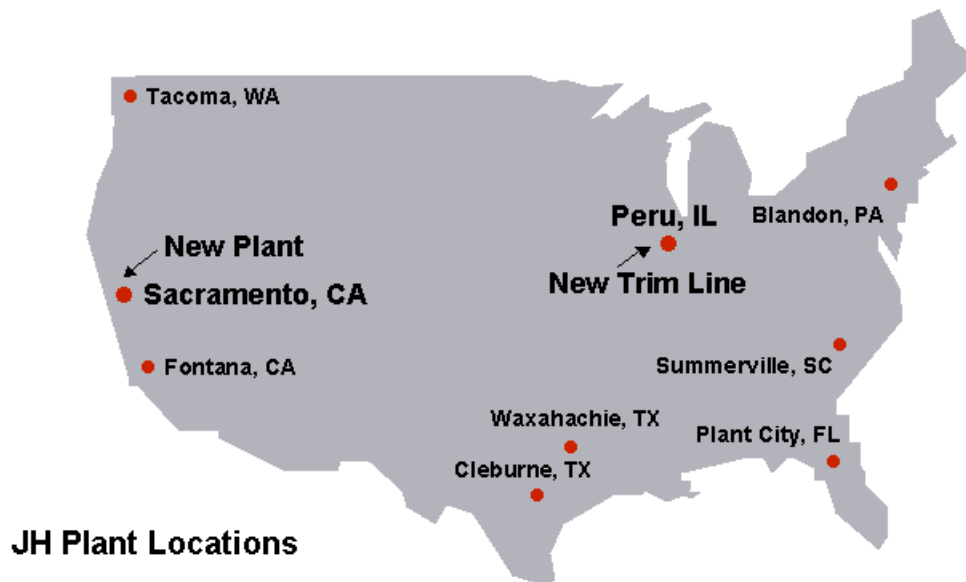 Tacoma, WA
Blandon, PA
Peru, IL
New Plant
New Trim Line
Sacramento, CA
Fontana, CA
Summerville, SC
Waxahachie, TX
Plant City, FL
Cleburne, TX
JH Plant Locations